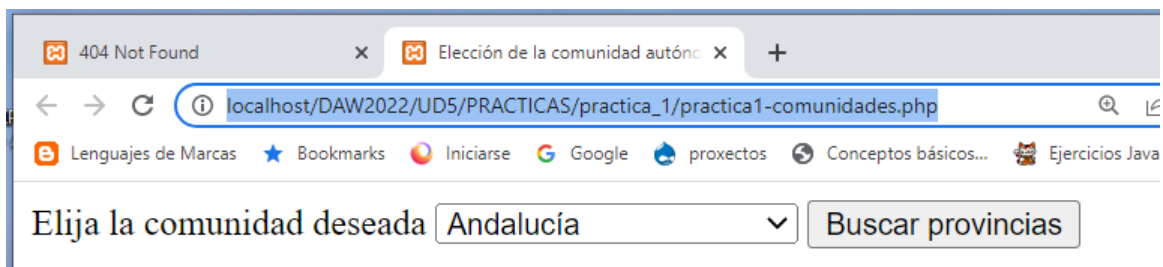 404 Not Found
Elección de la comunidad autónc
localhost/DAW2022/UD5/PRACTICAS/practica_1/practica1-comunidades.php
Lenguajes de Marcas Bookmarks Iniciarse Google proxectos Conceptos básicos... Ejercicios Java
Elija la comunidad deseada Andalucía Buscar provincias